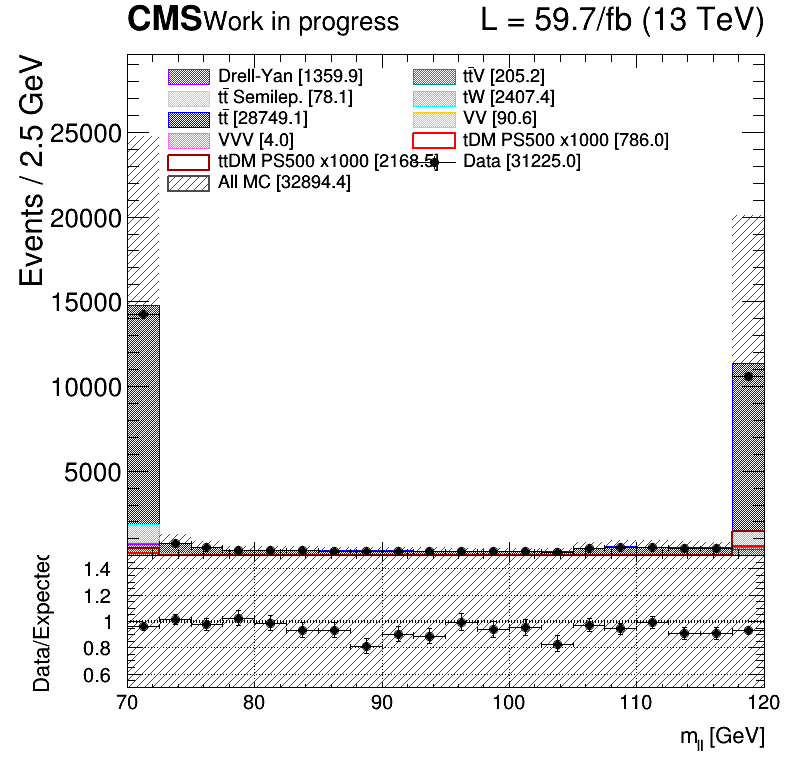 CMS Work in progress L = 59.7/fb (13 TeV)
Events / 2.5 GeV
Drell-Yan [1359.9] tt̄V [205.2]
tt̄ Semilep. [78.1] tW [2407.4]
tt̄ [28749.1] VV [90.6]
VVV [4.0] tDM PS500 x1000 [786.0]
ttDM PS500 x1000 [2168.5] Data [31225.0]
All MC [32894.4]
25000
20000
15000
10000
5000
Data/Expected
1.4
1.2
1
0.8
0.6
70 80 90 100 110 120
m_ll [GeV]